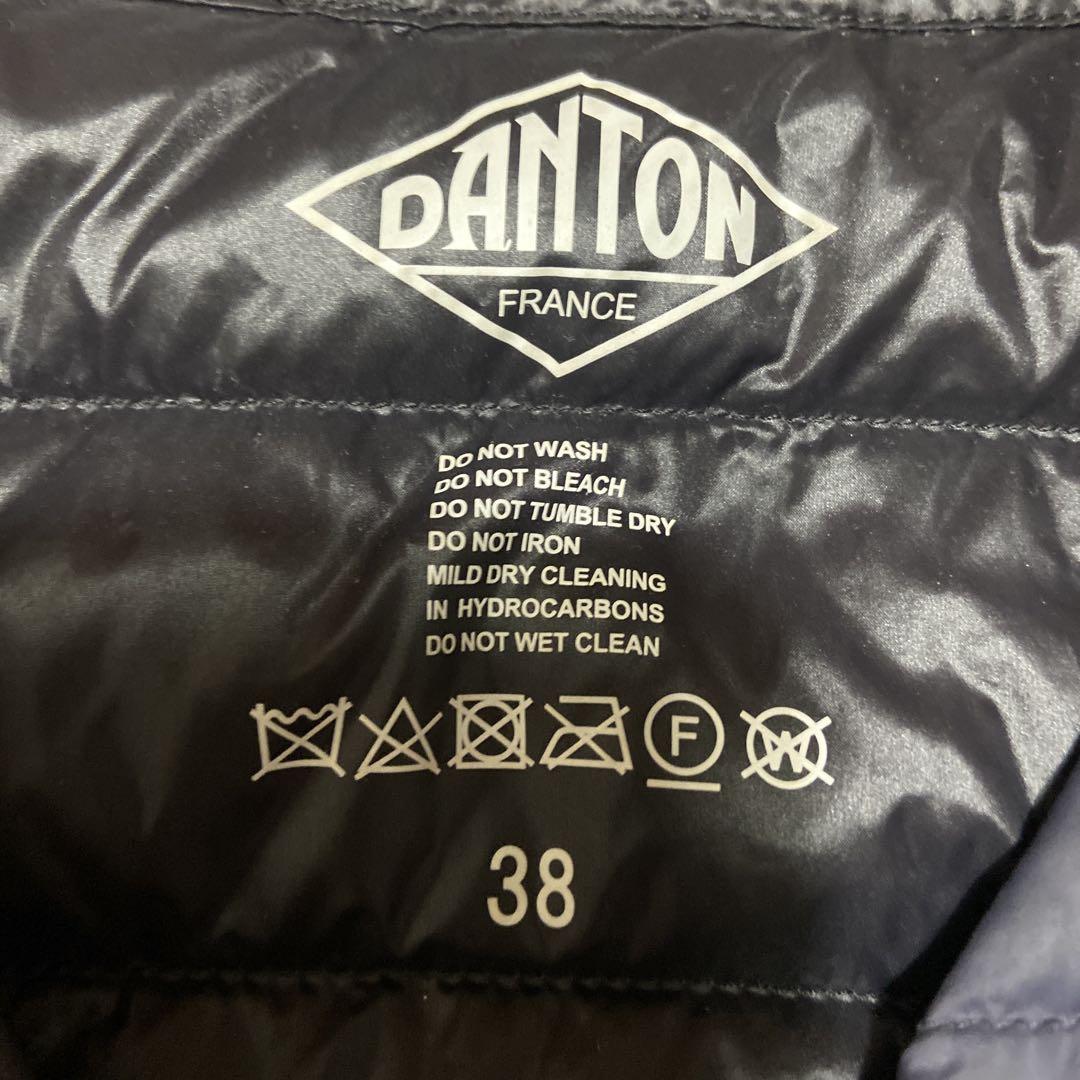 DANTON
FRANCE
DO NOT WASH
DO NOT BLEACH
DO NOT TUMBLE DRY
DO NOT IRON
MILD DRY CLEANING
IN HYDROCARBONS
DO NOT WET CLEAN
F W
38